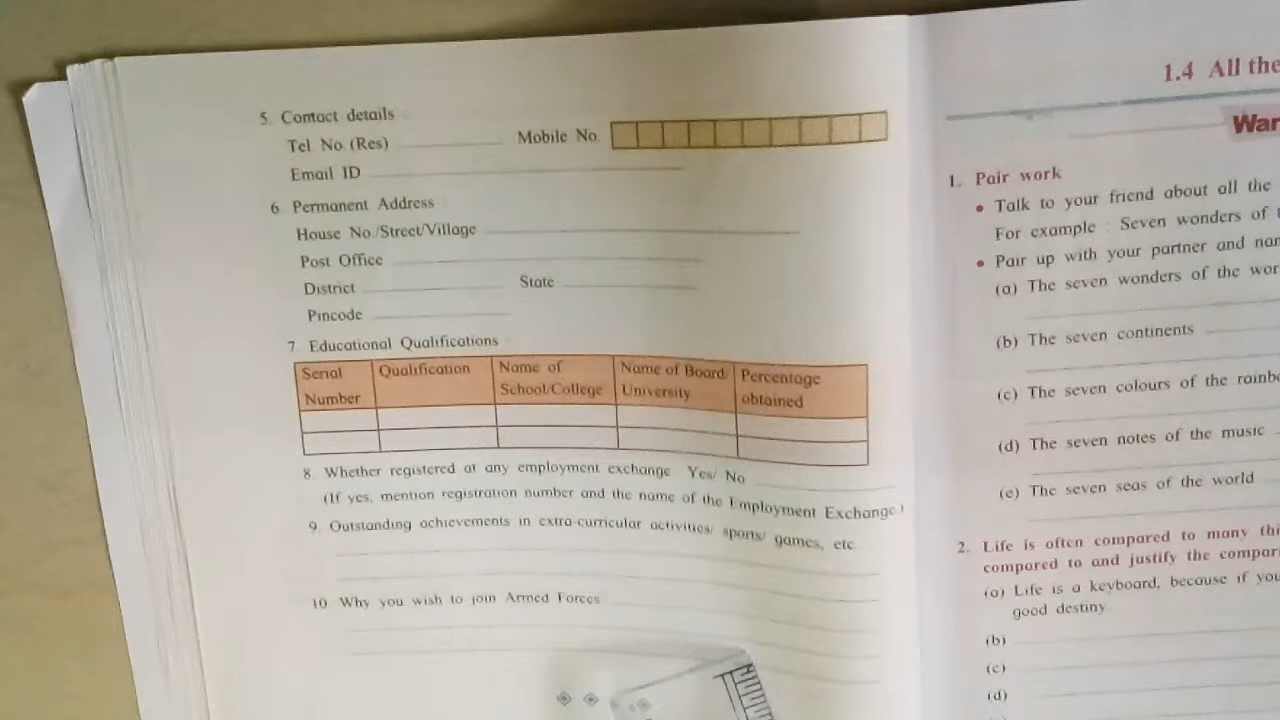 5. Contact details
Tel No. (Res) Mobile No.
Email ID
6. Permanent Address
House No./Street/Village
Post Office
District State
Pincode
7. Educational Qualifications
Serial Number Qualification Name of School/College Name of Board/ University Percentage obtained
8. Whether registered at any employment exchange Yes/ No
(If yes, mention registration number and the name of the Employment Exchange)
9. Outstanding achievements in extra-curricular activities/ sports/ games, etc.
10. Why you wish to join Armed Forces
1.4 All the
1. Pair work
• Talk to your friend about all the
For example : Seven wonders of
• Pair up with your partner and
(a) The seven wonders of the
(b) The seven continents
(c) The seven colours of the
(d) The seven notes of the music
(e) The seven seas of the world
2. Life is often compared to many
compared to and justify the
(a) Life is a keyboard, because if
good destiny
(b)
(c)
(d)